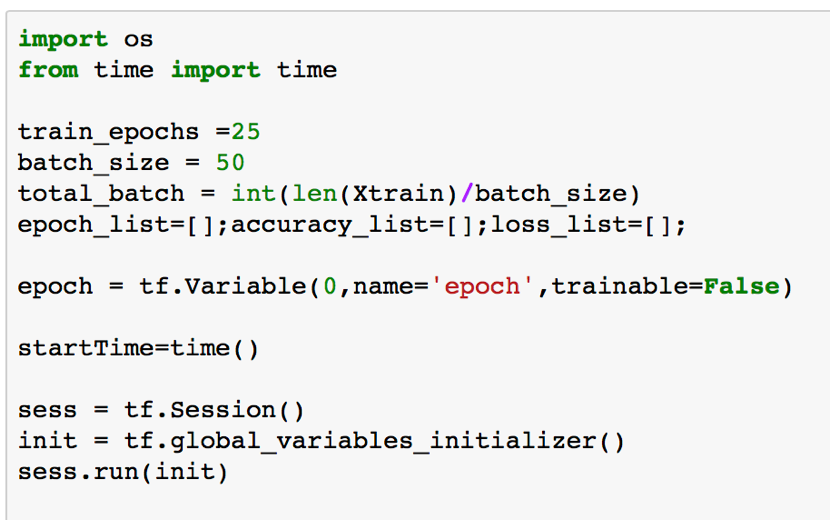 import os
from time import time
train_epochs =25
batch_size = 50
total_batch = int(len(Xtrain)/batch_size)
epoch_list=[];accuracy_list=[];loss_list=[];
epoch = tf.Variable(0,name='epoch',trainable=False)
startTime=time()
sess = tf.Session()
init = tf.global_variables_initializer()
sess.run(init)